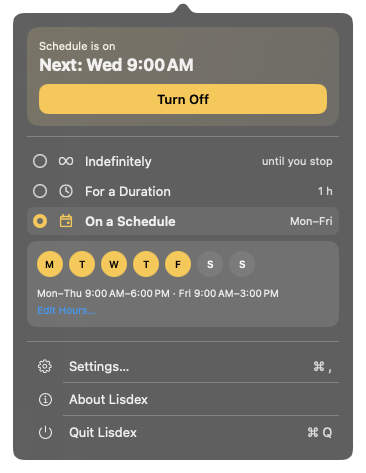 Schedule is on
Next: Wed 9:00 AM
Turn Off
Indefinitely until you stop
For a Duration 1 h
On a Schedule Mon–Fri
M T W T F S S
Mon–Thu 9:00 AM–6:00 PM · Fri 9:00 AM–3:00 PM
Edit Hours...
Settings... ⌘ ,
About Lisdex
Quit Lisdex ⌘ Q